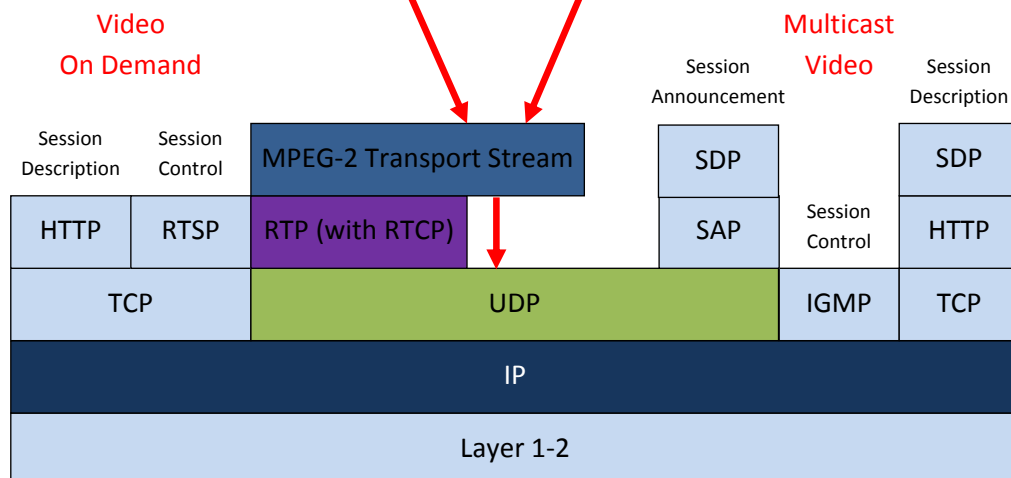 Video
On Demand
Multicast
Video
Session
Announcement
Session
Description
Session
Description
Session
Control
MPEG-2 Transport Stream
SDP
SDP
HTTP
RTSP
RTP (with RTCP)
SAP
Session
Control
HTTP
TCP
UDP
IGMP
TCP
IP
Layer 1-2